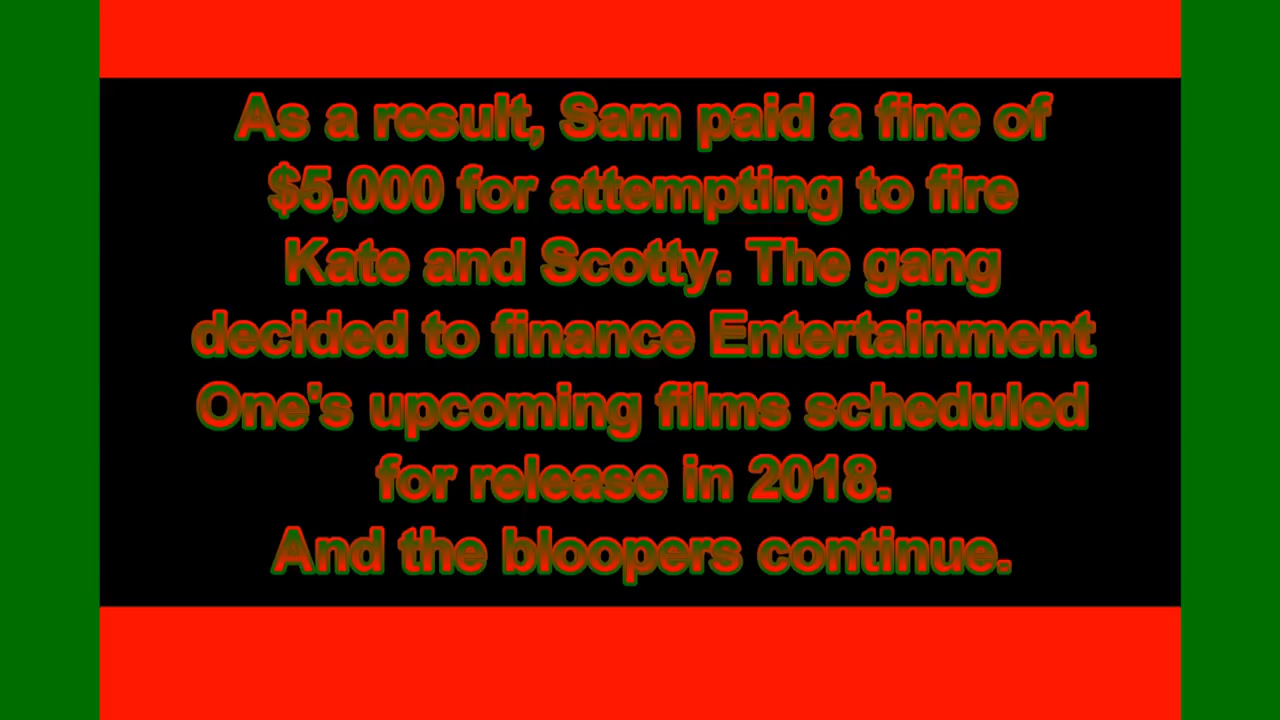 As a result, Sam paid a fine of
$5,000 for attempting to fire
Kate and Scotty. The gang
decided to finance Entertainment
One's upcoming films scheduled
for release in 2018.
And the bloopers continue.